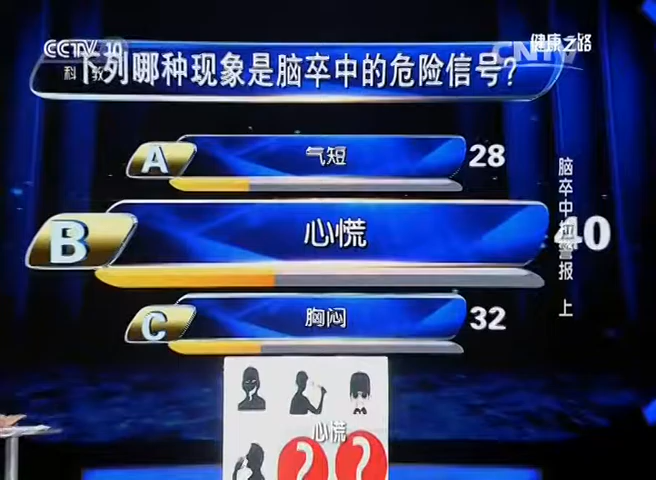 CCTV 10
科教
健康之路
CNTV
下列哪种现象是脑卒中的危险信号?
A 气短 28
B 心慌 40
C 胸闷 32
脑卒中拉警报 上
心慌
? ?